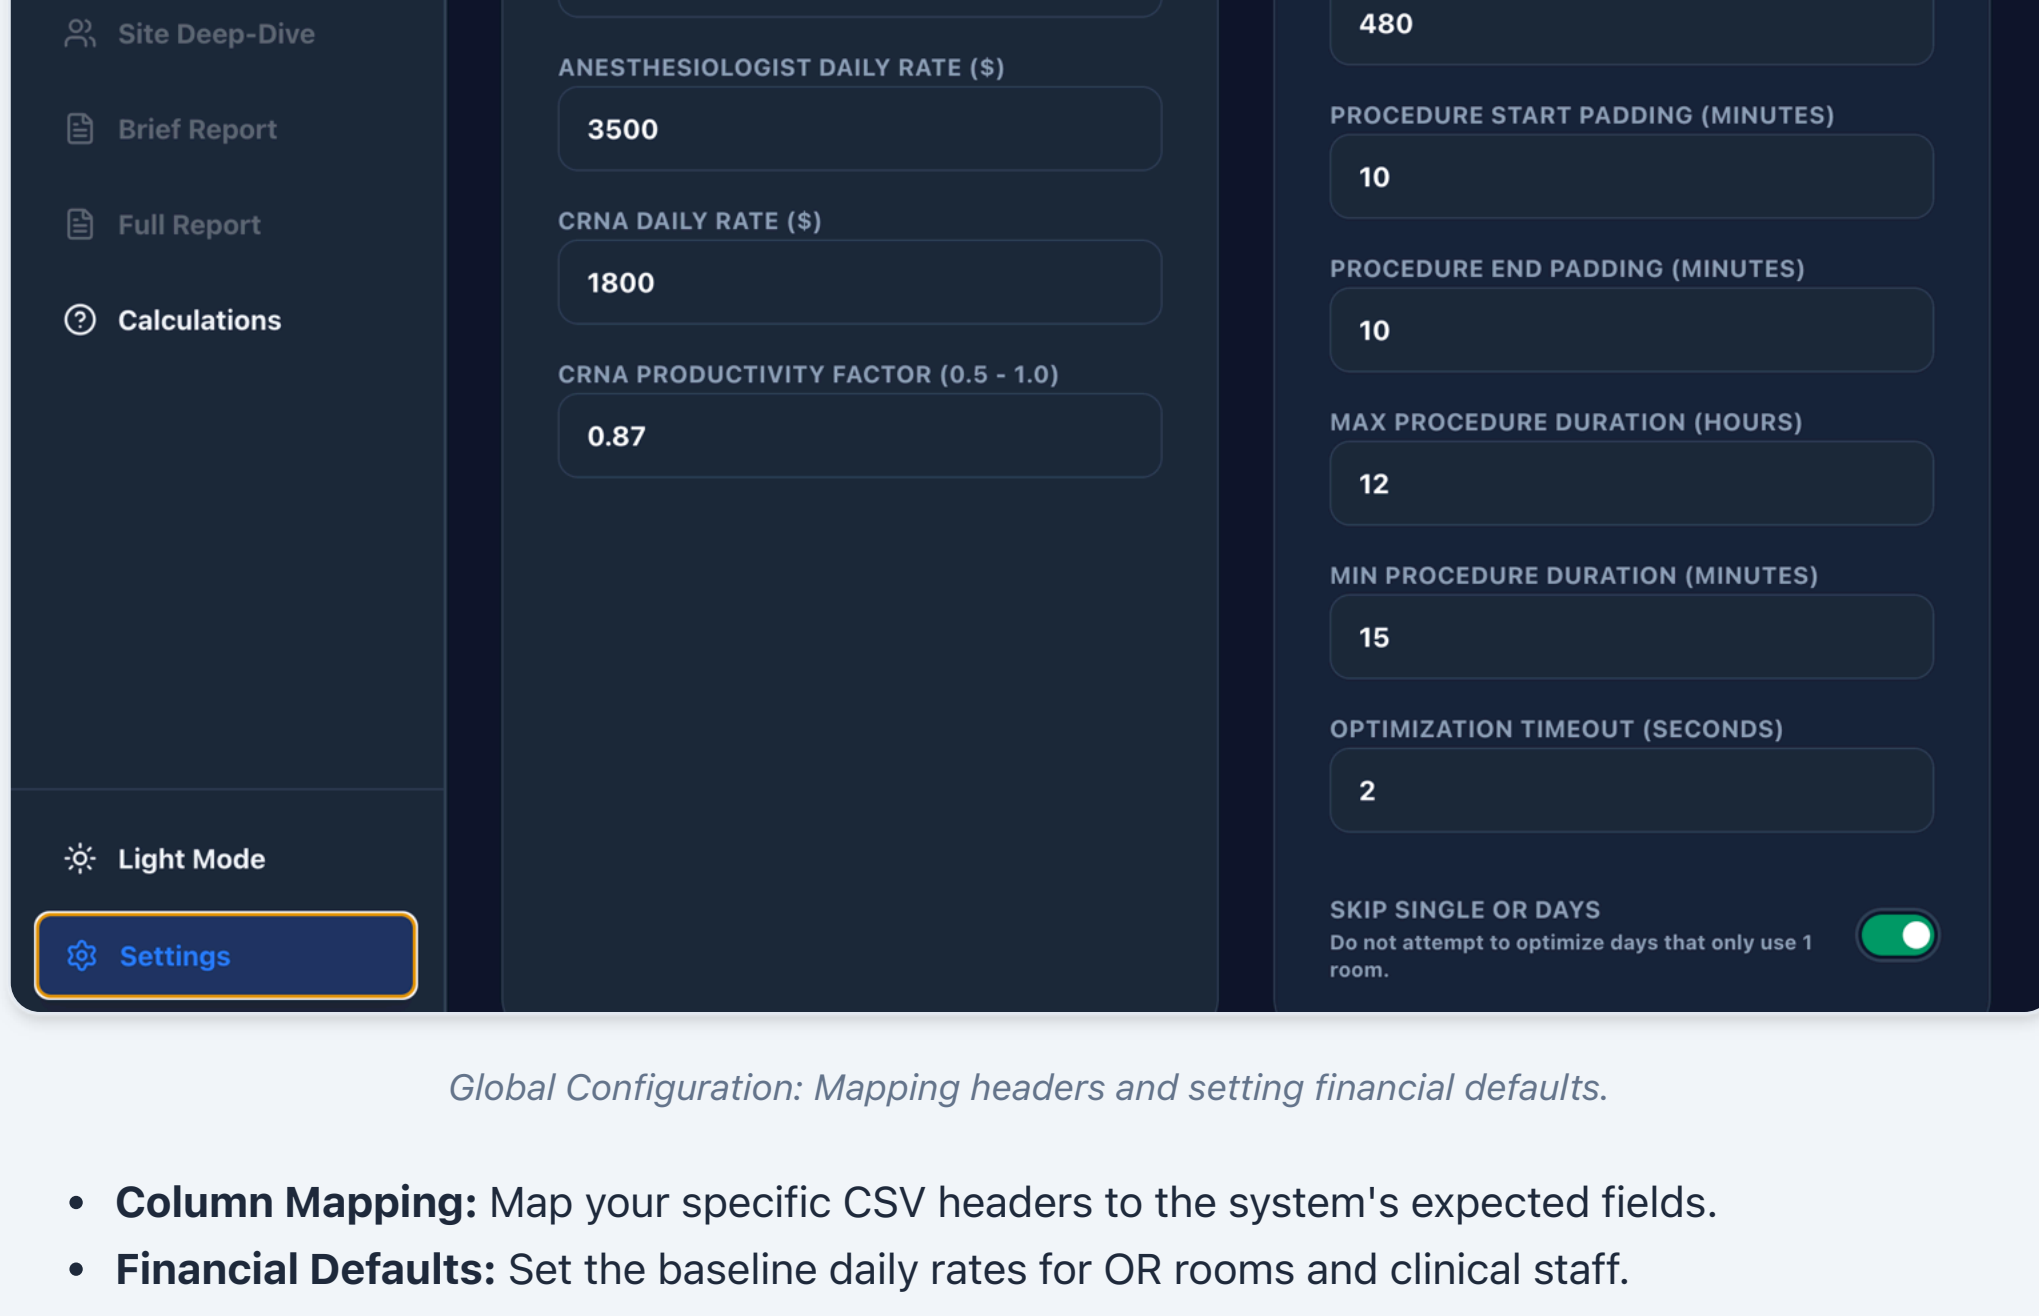 Site Deep-Dive
Brief Report
Full Report
Calculations
Light Mode
Settings
ANESTHESIOLOGIST DAILY RATE ($)
3500
CRNA DAILY RATE ($)
1800
CRNA PRODUCTIVITY FACTOR (0.5 - 1.0)
0.87
480
PROCEDURE START PADDING (MINUTES)
10
PROCEDURE END PADDING (MINUTES)
10
MAX PROCEDURE DURATION (HOURS)
12
MIN PROCEDURE DURATION (MINUTES)
15
OPTIMIZATION TIMEOUT (SECONDS)
2
SKIP SINGLE OR DAYS
Do not attempt to optimize days that only use 1
room.
Global Configuration: Mapping headers and setting financial defaults.
• Column Mapping: Map your specific CSV headers to the system's expected fields.
• Financial Defaults: Set the baseline daily rates for OR rooms and clinical staff.